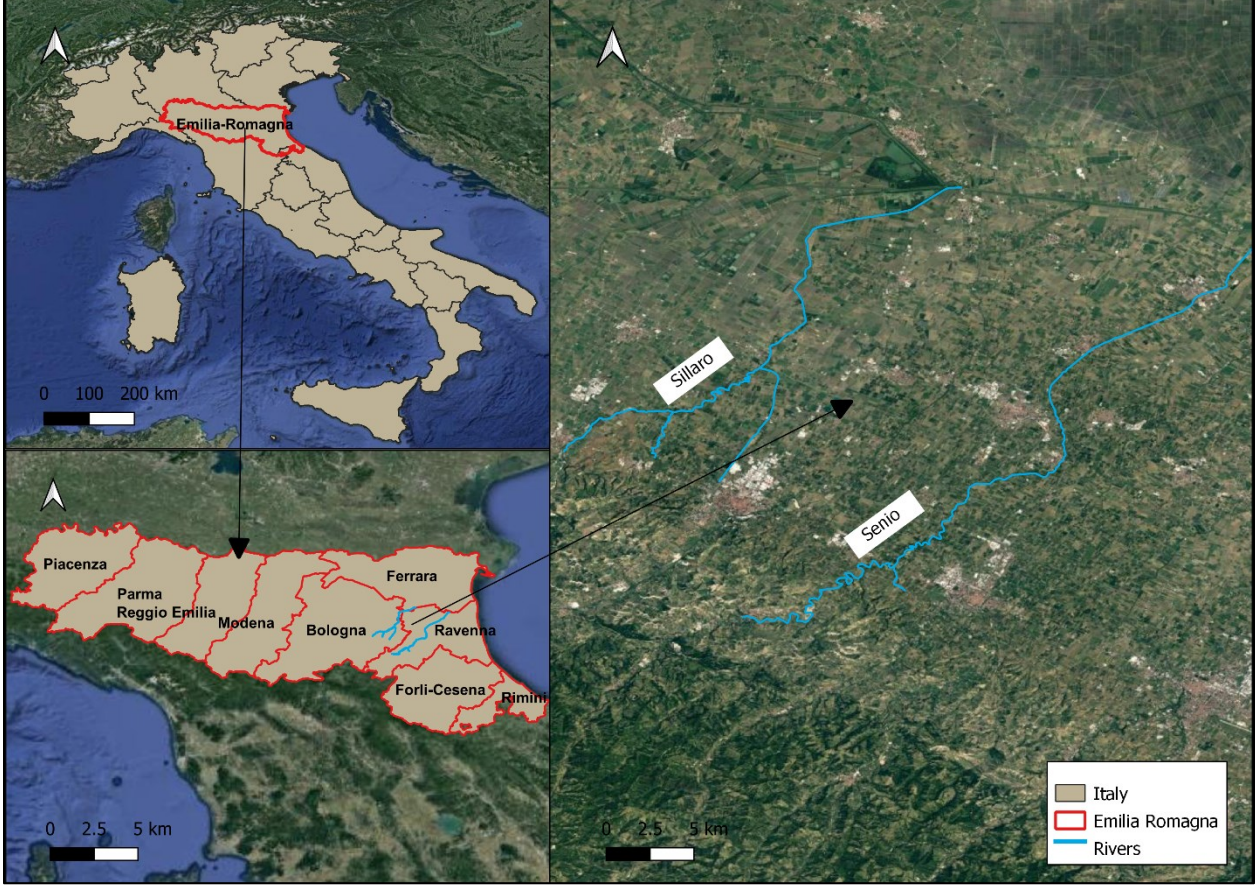 Emilia-Romagna
0 100 200 km
Piacenza
Parma
Reggio Emilia
Modena
Bologna
Ferrara
Ravenna
Forli-Cesena
Rimini
0 2.5 5 km
Sillaro
Senio
0 2.5 5 km
Italy
Emilia Romagna
Rivers